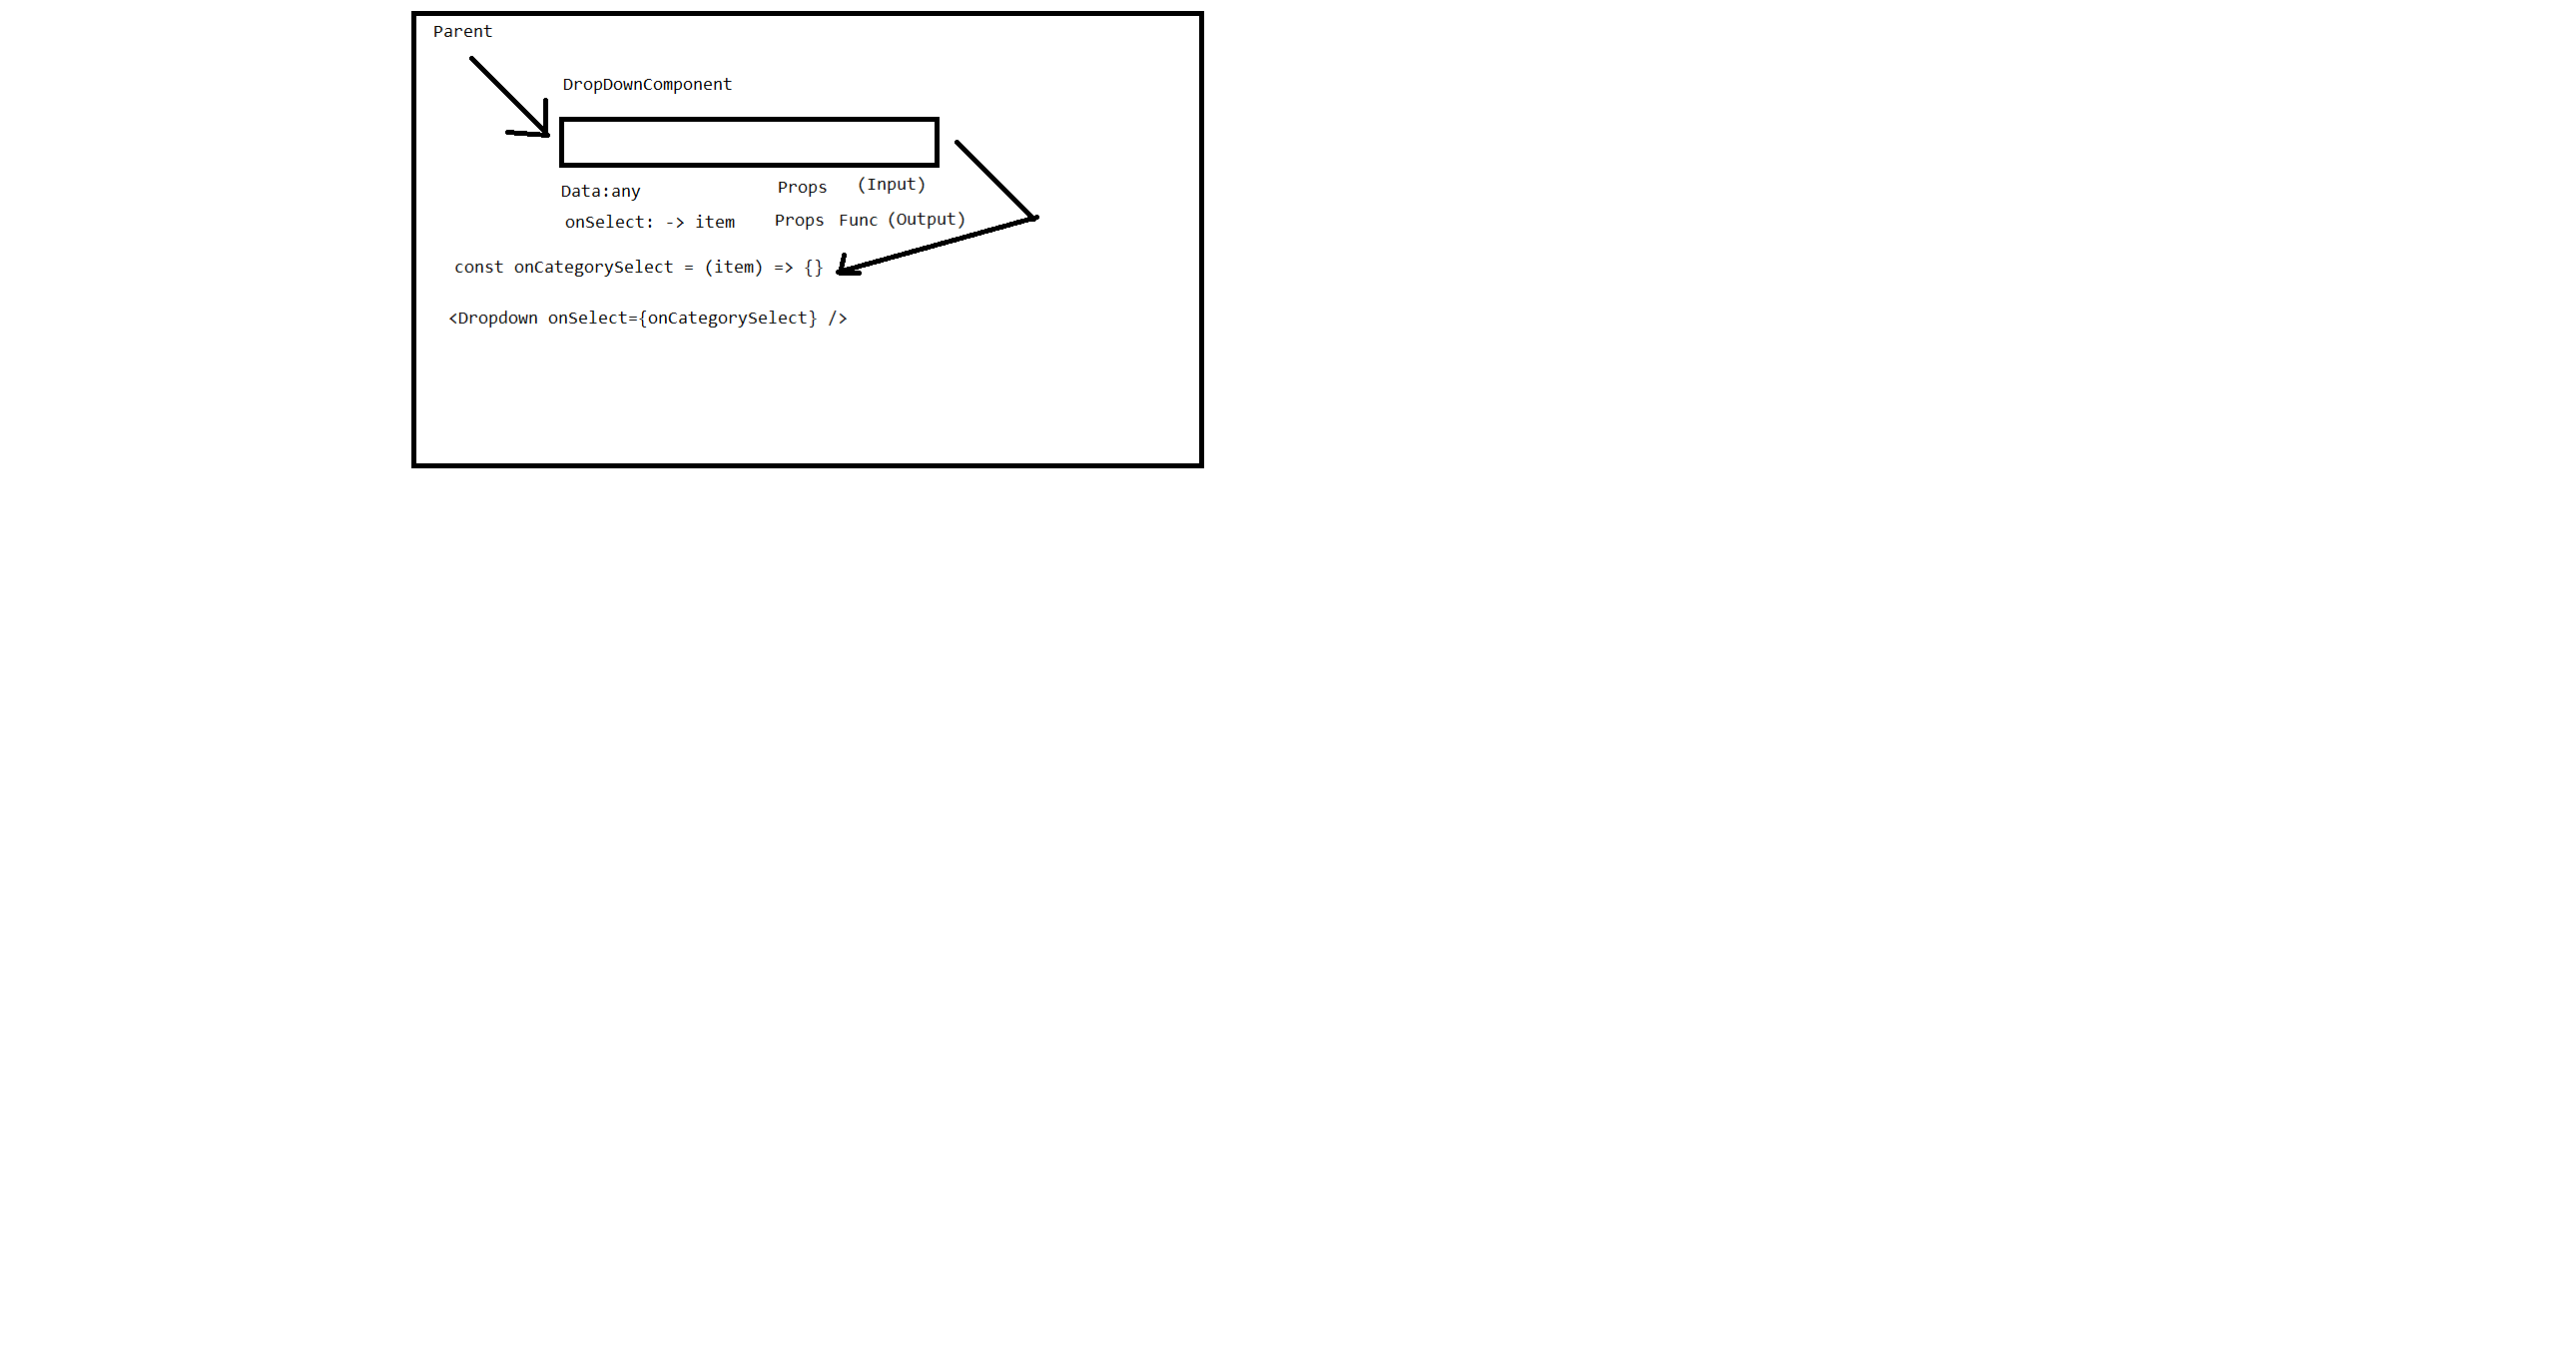 Parent
DropDownComponent
Data:any Props (Input)
onSelect: -> item Props Func (Output)
const onCategorySelect = (item) => {}
<Dropdown onSelect={onCategorySelect} />